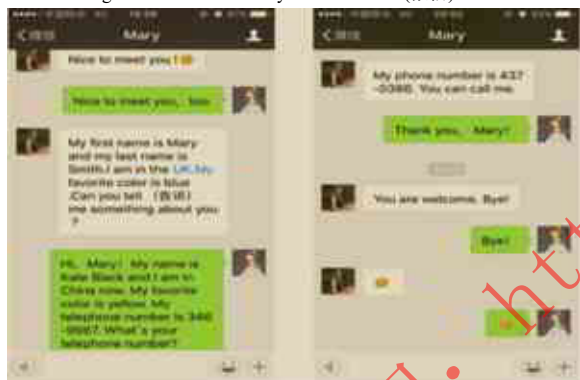 Mary
Nice to meet you!
Nice to meet you, too
My first name is Mary
and my last name is
Smith.I am in the UK.My
favorite color is blue
.Can you tell (告诉)
me something about you
?
Hi, Mary! My name is
Kate Black and I am in
China now. My favorite
color is yellow. My
telephone number is 346
-9867. What's your
telephone number?
Mary
My phone number is 437
-0386. You can call me.
Thank you, Mary!
You are welcome. Bye!
Bye!